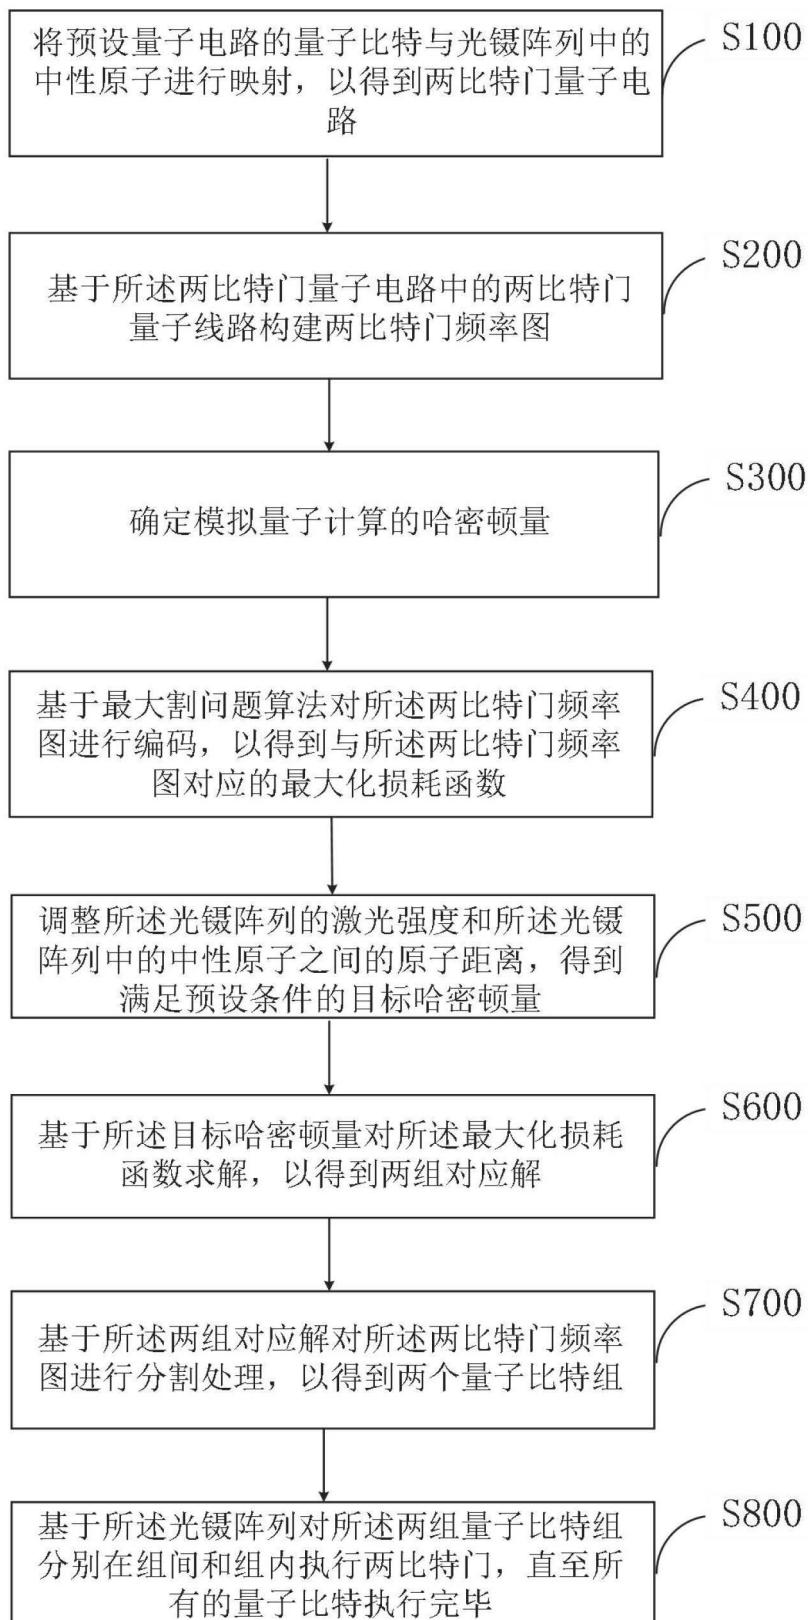 将预设量子电路的量子比特与光镊阵列中的
中性原子进行映射，以得到两比特门量子电
路
S100
基于所述两比特门量子电路中的两比特门
量子线路构建两比特门频率图
S200
确定模拟量子计算的哈密顿量
S300
基于最大割问题算法对所述两比特门频率
图进行编码，以得到与所述两比特门频率
图对应的最大化损耗函数
S400
调整所述光镊阵列的激光强度和所述光镊
阵列中的中性原子之间的原子距离，得到
满足预设条件的目标哈密顿量
S500
基于所述目标哈密顿量对所述最大化损耗
函数求解，以得到两组对应解
S600
基于所述两组对应解对所述两比特门频率
图进行分割处理，以得到两个量子比特组
S700
基于所述光镊阵列对所述两组量子比特组
分别在组间和组内执行两比特门，直至所
有的量子比特执行完毕
S800